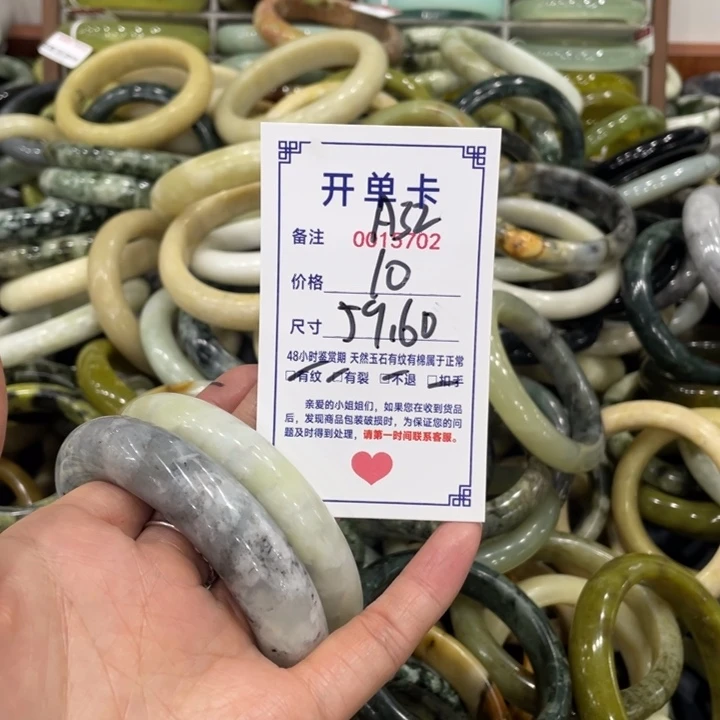 开单卡
A32
备注 0015702
价格 10
尺寸 59.60
48小时鉴赏期 天然玉石有纹有棉属于正常
□有纹 □有裂 □不退 □扣手
亲爱的小姐姐们，如果您在收到货品
后，发现商品包装破损时，为保证您的问
题及时得到处理，请第一时间联系客服。